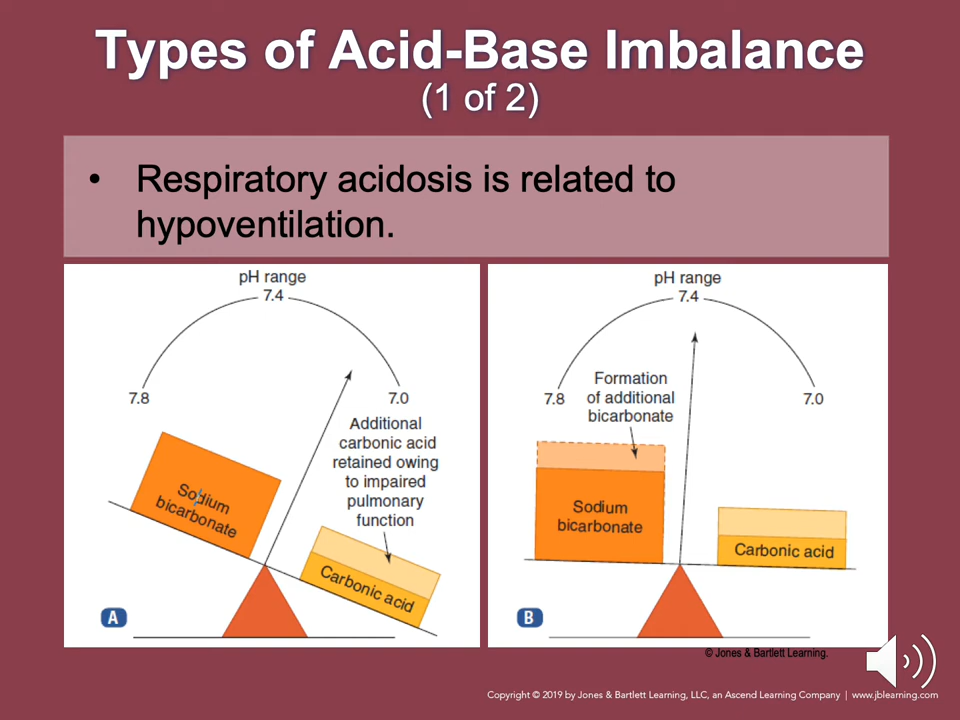 Types of Acid-Base Imbalance
(1 of 2)
• Respiratory acidosis is related to
hypoventilation.
pH range
7.4
7.8
7.0
Additional
carbonic acid
retained owing
to impaired
pulmonary
function
Sodium
bicarbonate
Carbonic acid
A
pH range
7.4
7.8
7.0
Formation
of additional
bicarbonate
Sodium
bicarbonate
Carbonic acid
B
© Jones & Bartlett Learning.
Copyright © 2019 by Jones & Bartlett Learning, LLC, an Ascend Learning Company | www.jblearning.com